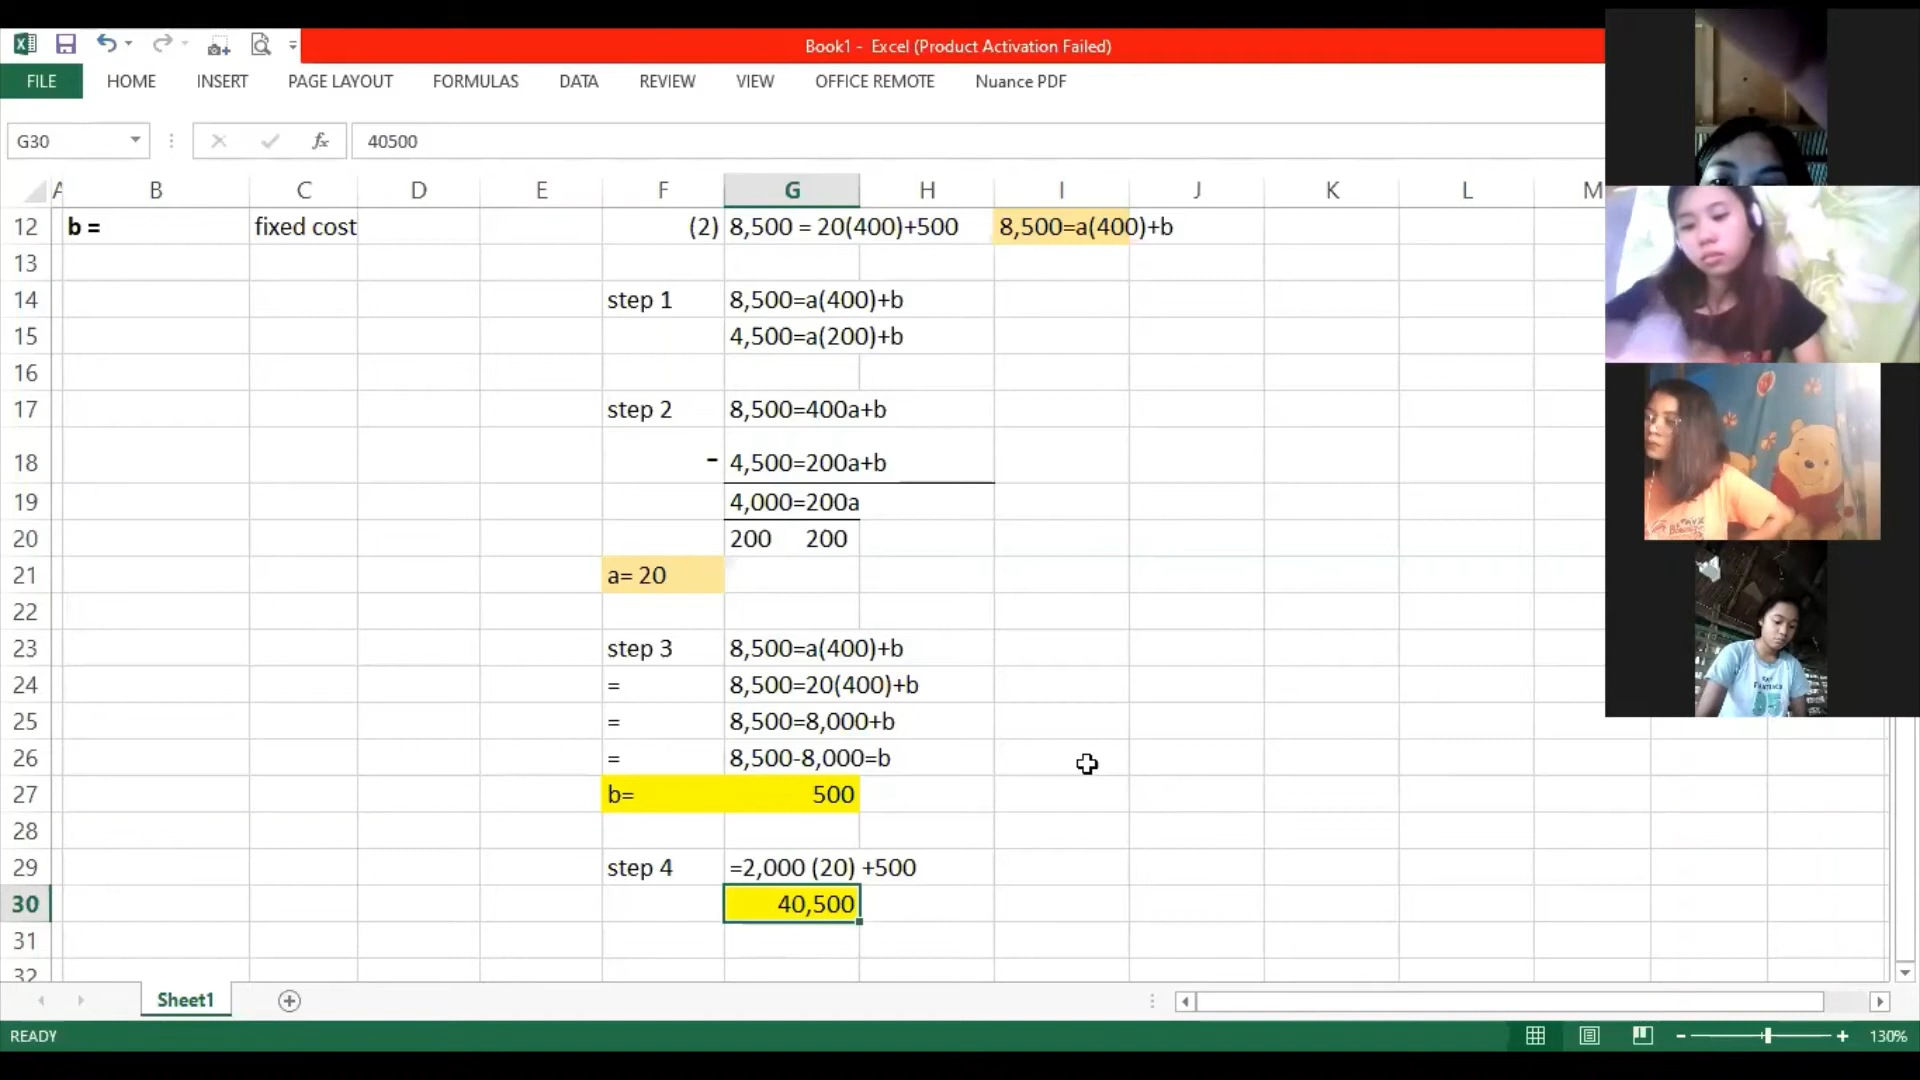 Book1 - Excel (Product Activation Failed)
FILE HOME INSERT PAGE LAYOUT FORMULAS DATA REVIEW VIEW OFFICE REMOTE Nuance PDF
G30 fx 40500
A B C D E F G H I J K L M
12 b = fixed cost (2) 8,500 = 20(400)+500 8,500=a(400)+b
13
14 step 1 8,500=a(400)+b
15 4,500=a(200)+b
16
17 step 2 8,500=400a+b
18 - 4,500=200a+b
19 4,000=200a
20 200 200
21 a= 20
22
23 step 3 8,500=a(400)+b
24 = 8,500=20(400)+b
25 = 8,500=8,000+b
26 = 8,500-8,000=b
27 b= 500
28
29 step 4 =2,000 (20) +500
30 40,500
31
32
Sheet1
READY 130%